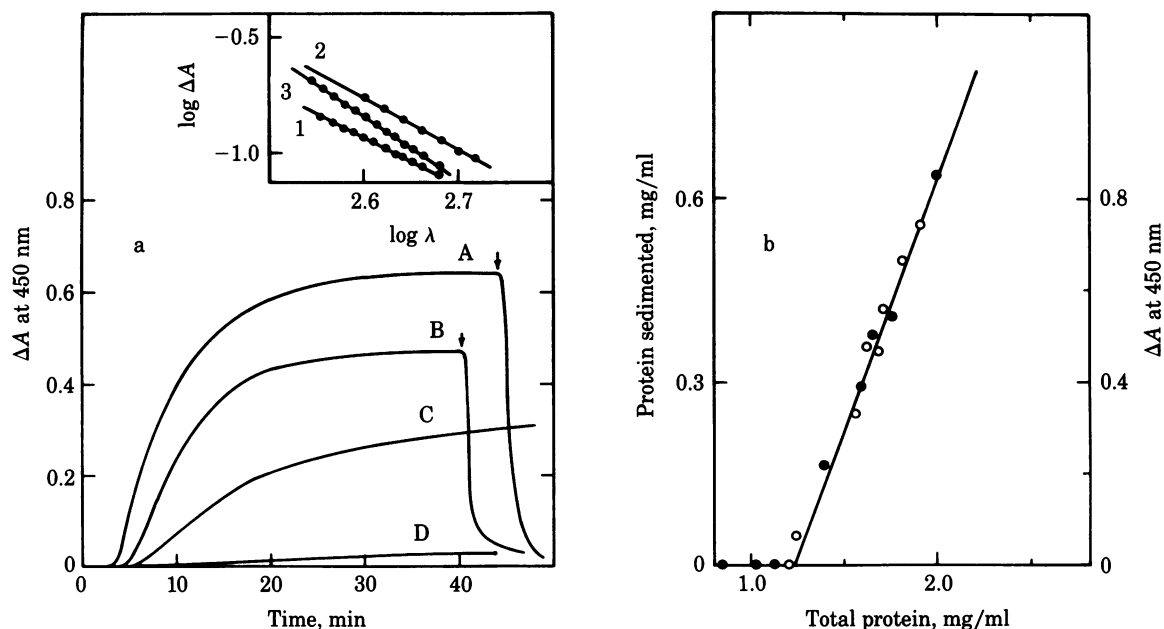 −0.5
−1.0
log ΔA
2
3
1
2.6
2.7
log λ
a
A
B
C
D
0.8
0.6
0.4
0.2
0
ΔA at 450 nm
0
10
20
30
40
Time, min
b
0.6
0.3
0
Protein sedimented, mg/ml
0.8
0.4
0
ΔA at 450 nm
1.0
2.0
Total protein, mg/ml